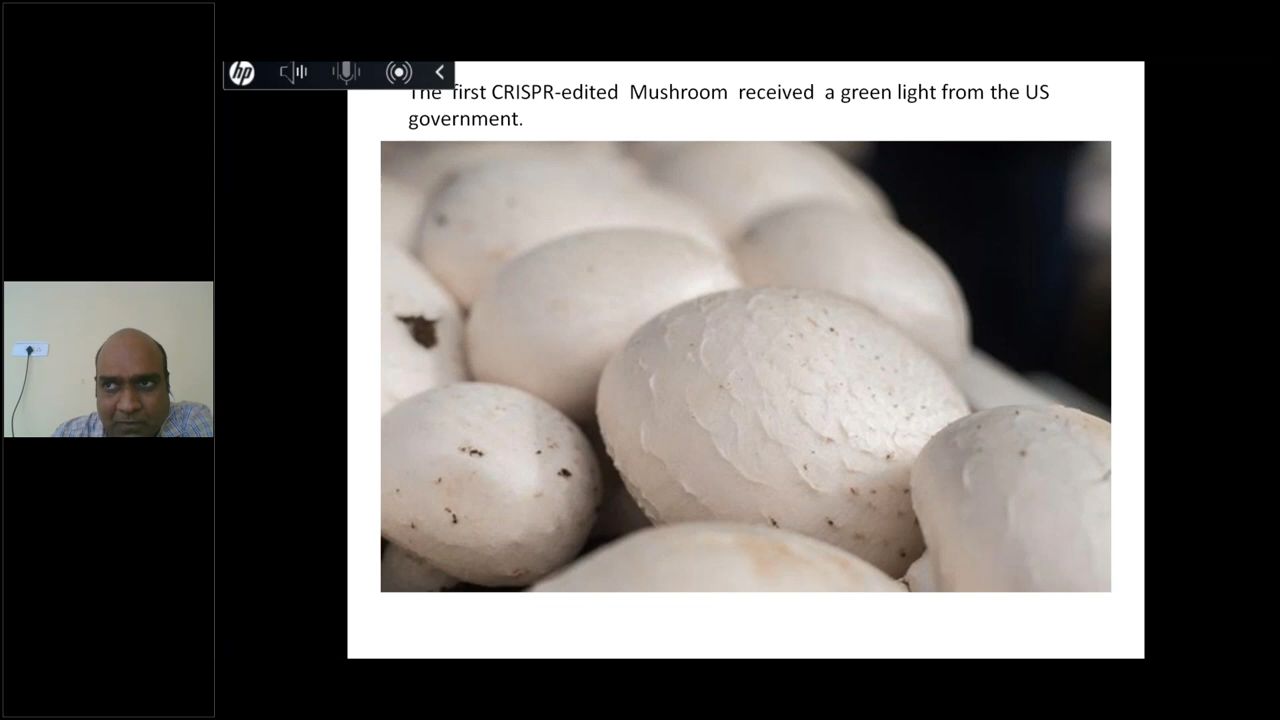 hp
The first CRISPR-edited Mushroom received a green light from the US
government.